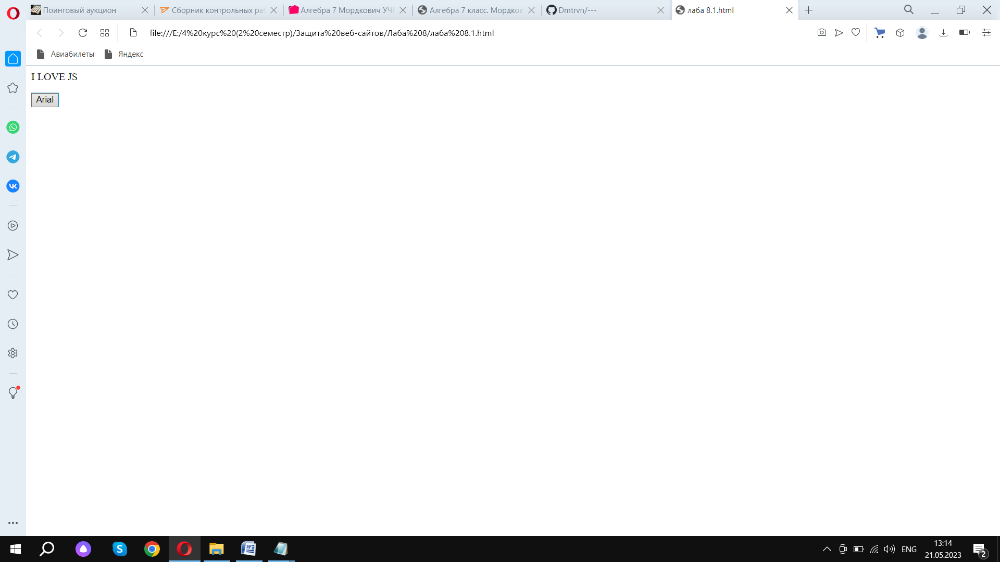 Поинтовый аукцион
Сборник контрольных ра
Алгебра 7 Мордкович УЧ
Алгебра 7 класс. Мордков
Dmtrvn/---
лаба 8.1.html
file:///E:/4%20курс%20(2%20семестр)/Защита%20веб-сайтов/Лаба%208/лаба%208.1.html
Авиабилеты
Яндекс
I LOVE JS
Arial
ENG
13:14
21.05.2023
2